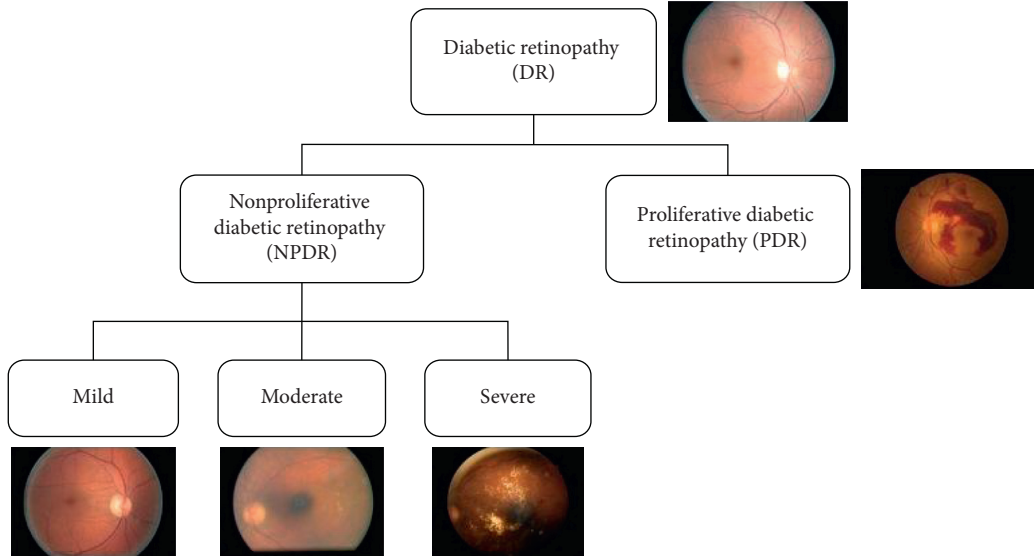 Diabetic retinopathy
(DR)
Nonproliferative
diabetic retinopathy
(NPDR)
Proliferative diabetic
retinopathy (PDR)
Mild
Moderate
Severe